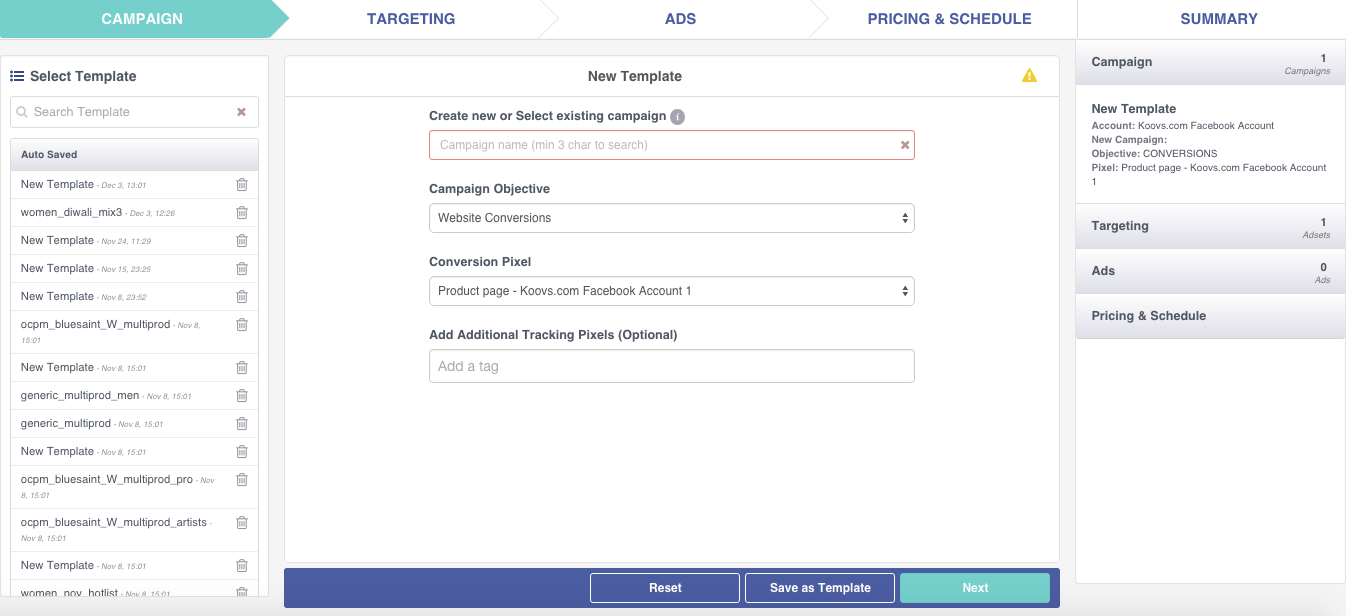 CAMPAIGN
TARGETING
ADS
PRICING & SCHEDULE
SUMMARY
Select Template
Search Template
Auto Saved
New Template - Dec 3, 13:01
women_diwali_mix3 - Dec 3, 12:26
New Template - Nov 24, 11:29
New Template - Nov 15, 23:25
New Template - Nov 8, 23:52
ocpm_bluesaint_W_multiprod - Nov 8,
15:01
New Template - Nov 8, 15:01
generic_multiprod_men - Nov 8, 15:01
generic_multiprod - Nov 8, 15:01
New Template - Nov 8, 15:01
ocpm_bluesaint_W_multiprod_pro - Nov
8, 15:01
ocpm_bluesaint_W_multiprod_artists -
Nov 8, 15:01
New Template - Nov 8, 15:01
women_nov_hotlist - Nov 8, 15:01
New Template
Create new or Select existing campaign
Campaign name (min 3 char to search)
Campaign Objective
Website Conversions
Conversion Pixel
Product page - Koovs.com Facebook Account 1
Add Additional Tracking Pixels (Optional)
Add a tag
Reset
Save as Template
Next
Campaign
1
Campaigns
New Template
Account: Koovs.com Facebook Account
New Campaign:
Objective: CONVERSIONS
Pixel: Product page - Koovs.com Facebook Account
1
Targeting
1
Adsets
Ads
0
Ads
Pricing & Schedule